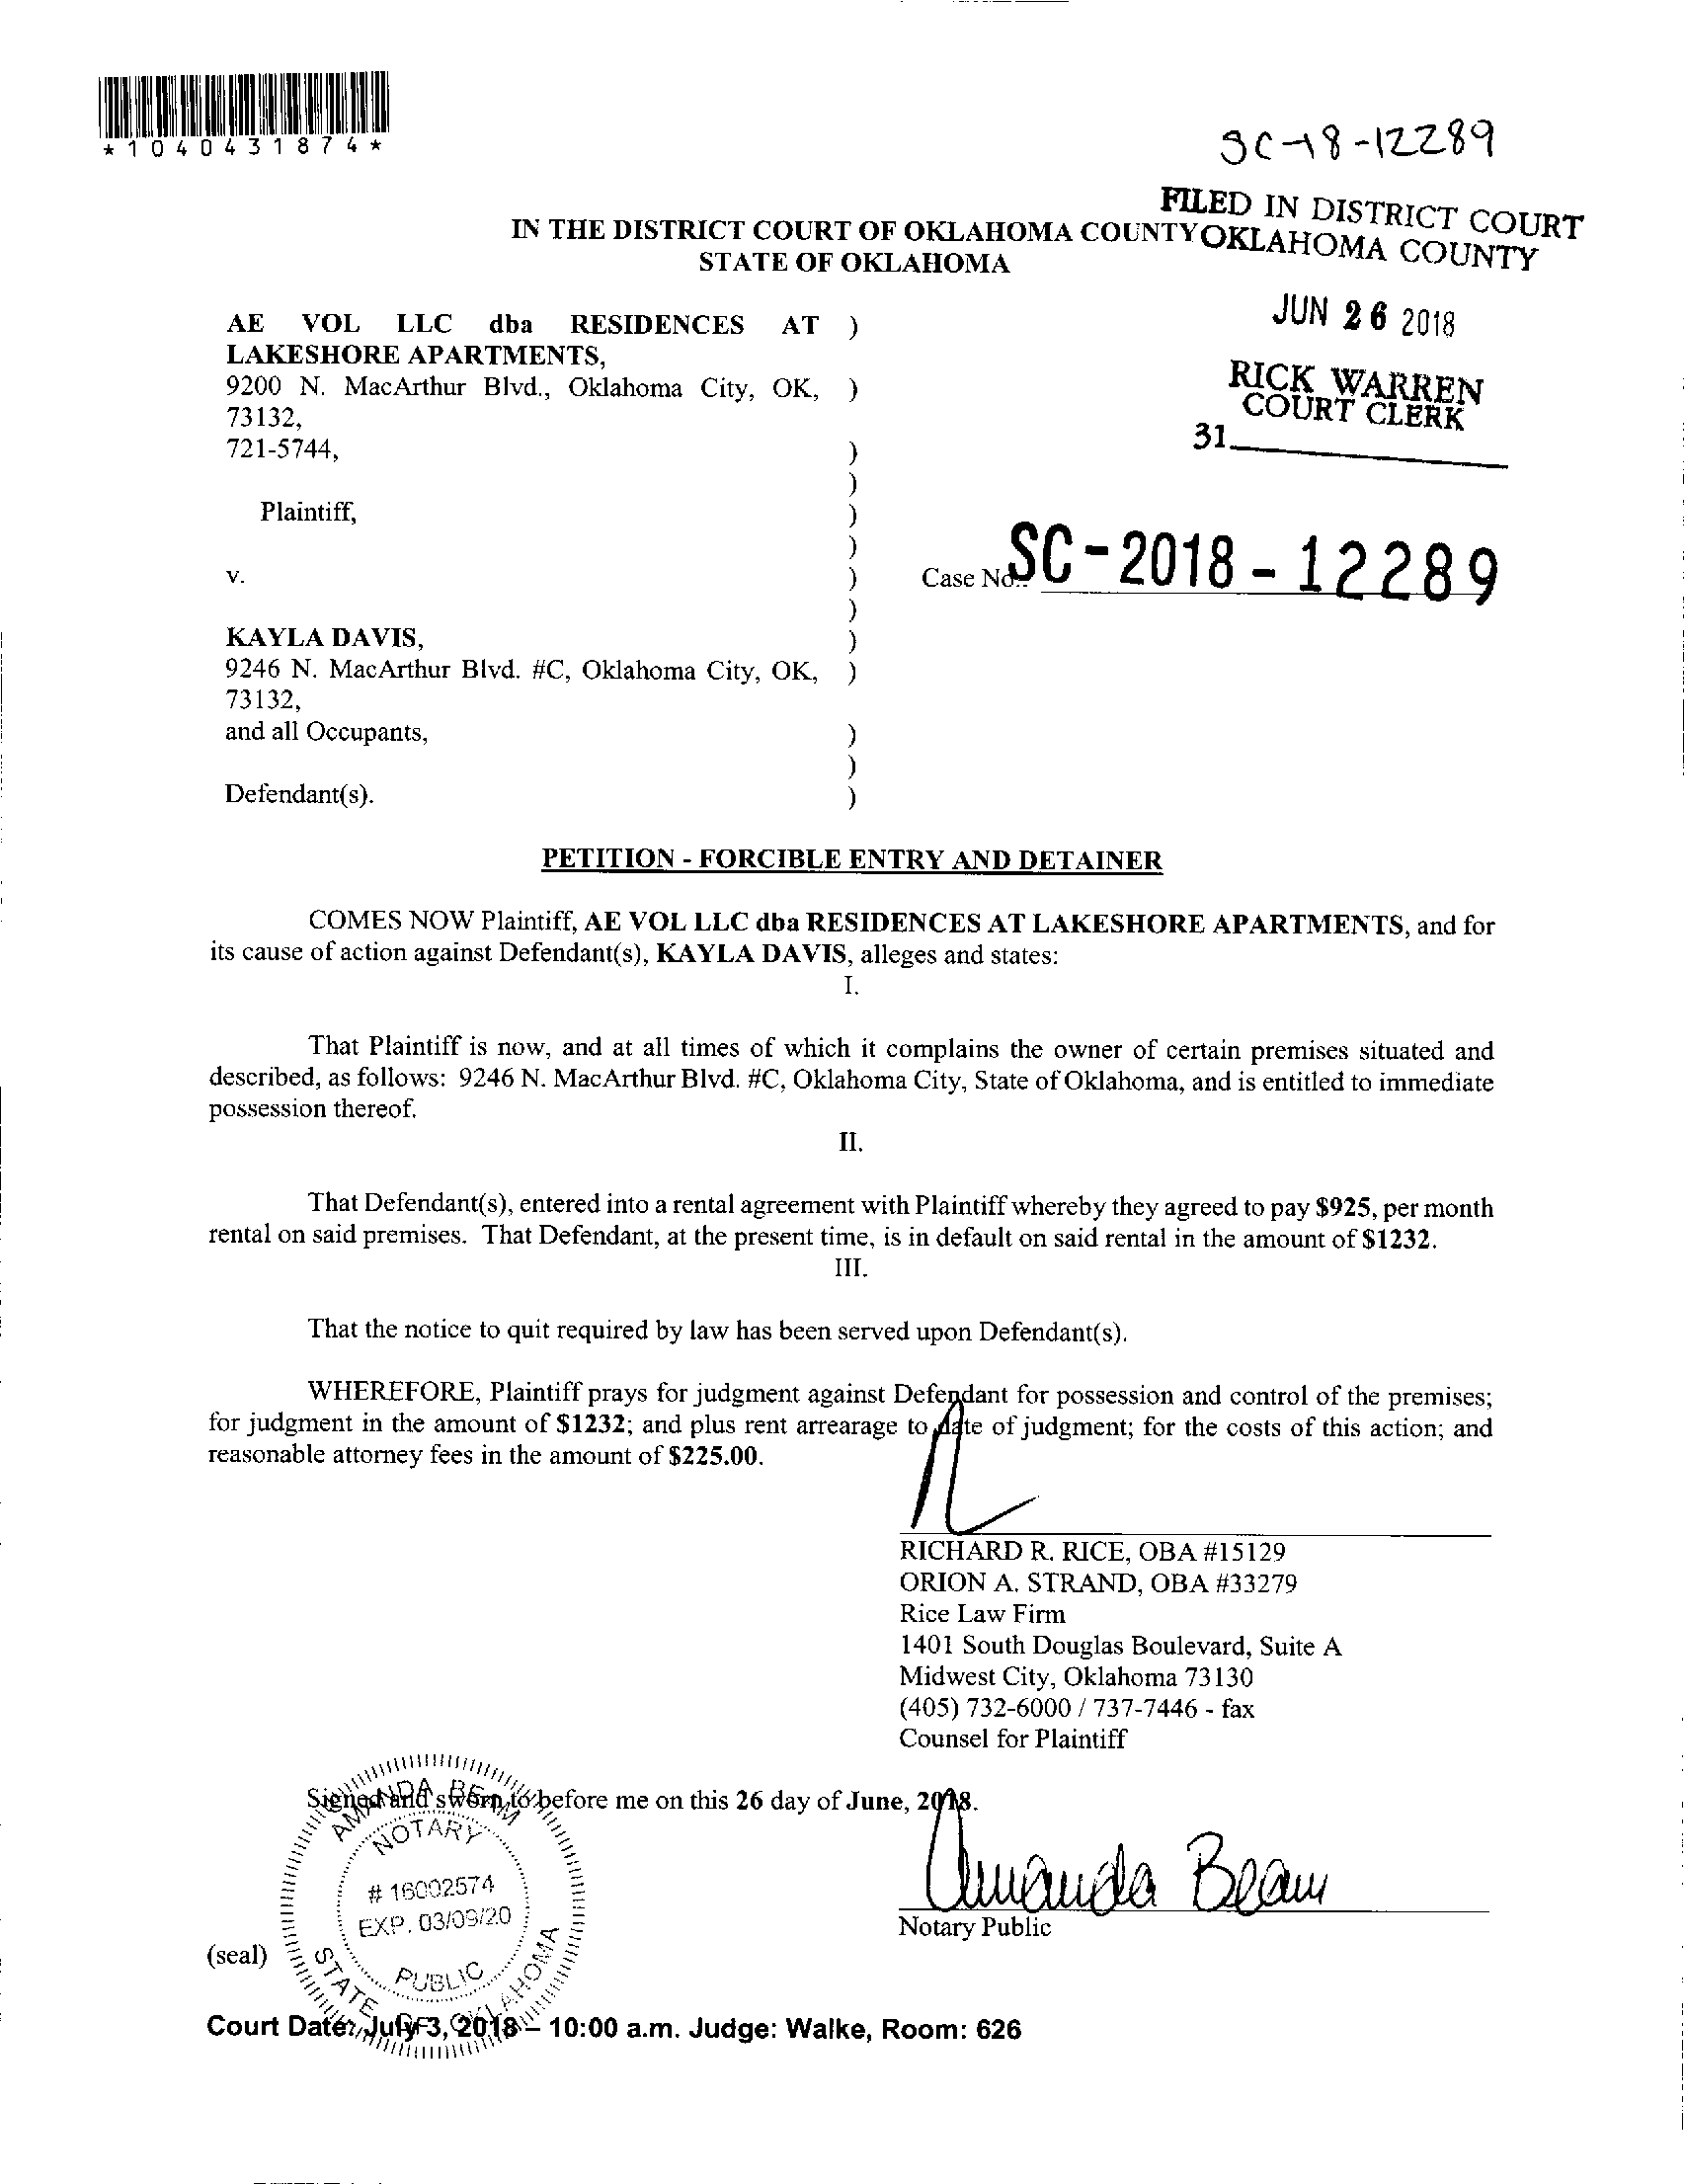 *1040431874*
SC-18-12289
FILED IN DISTRICT COURT
OKLAHOMA COUNTY
IN THE DISTRICT COURT OF OKLAHOMA COUNTY
STATE OF OKLAHOMA
JUN 26 2018
RICK WARREN
COURT CLERK
31
AE VOL LLC dba RESIDENCES AT )
LAKESHORE APARTMENTS,
9200 N. MacArthur Blvd., Oklahoma City, OK, )
73132,
721-5744, )
)
Plaintiff, )
)
v. )
Case No.: SC-2018-12289
)
KAYLA DAVIS, )
9246 N. MacArthur Blvd. #C, Oklahoma City, OK, )
73132,
and all Occupants, )
)
Defendant(s). )
PETITION - FORCIBLE ENTRY AND DETAINER
COMES NOW Plaintiff, AE VOL LLC dba RESIDENCES AT LAKESHORE APARTMENTS, and for
its cause of action against Defendant(s), KAYLA DAVIS, alleges and states:
I.
That Plaintiff is now, and at all times of which it complains the owner of certain premises situated and
described, as follows: 9246 N. MacArthur Blvd. #C, Oklahoma City, State of Oklahoma, and is entitled to immediate
possession thereof.
II.
That Defendant(s), entered into a rental agreement with Plaintiff whereby they agreed to pay $925, per month
rental on said premises. That Defendant, at the present time, is in default on said rental in the amount of $1232.
III.
That the notice to quit required by law has been served upon Defendant(s).
WHEREFORE, Plaintiff prays for judgment against Defendant for possession and control of the premises;
for judgment in the amount of $1232; and plus rent arrearage to date of judgment; for the costs of this action; and
reasonable attorney fees in the amount of $225.00.
RICHARD R. RICE, OBA #15129
ORION A. STRAND, OBA #33279
Rice Law Firm
1401 South Douglas Boulevard, Suite A
Midwest City, Oklahoma 73130
(405) 732-6000 / 737-7446 - fax
Counsel for Plaintiff
Signed and sworn to before me on this 26 day of June, 2018.
AMANDA BEAM
NOTARY
# 16002574
EXP. 03/09/20
PUBLIC
STATE OF OKLAHOMA
Amanda Beam
Notary Public
(seal)
Court Date: July 3, 2018 – 10:00 a.m. Judge: Walke, Room: 626